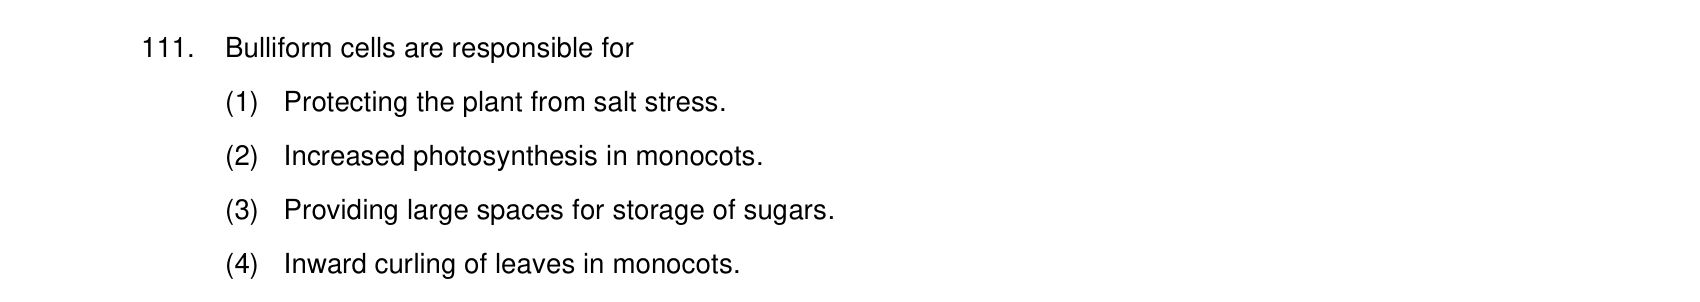 111. Bulliform cells are responsible for
(1) Protecting the plant from salt stress.
(2) Increased photosynthesis in monocots.
(3) Providing large spaces for storage of sugars.
(4) Inward curling of leaves in monocots.